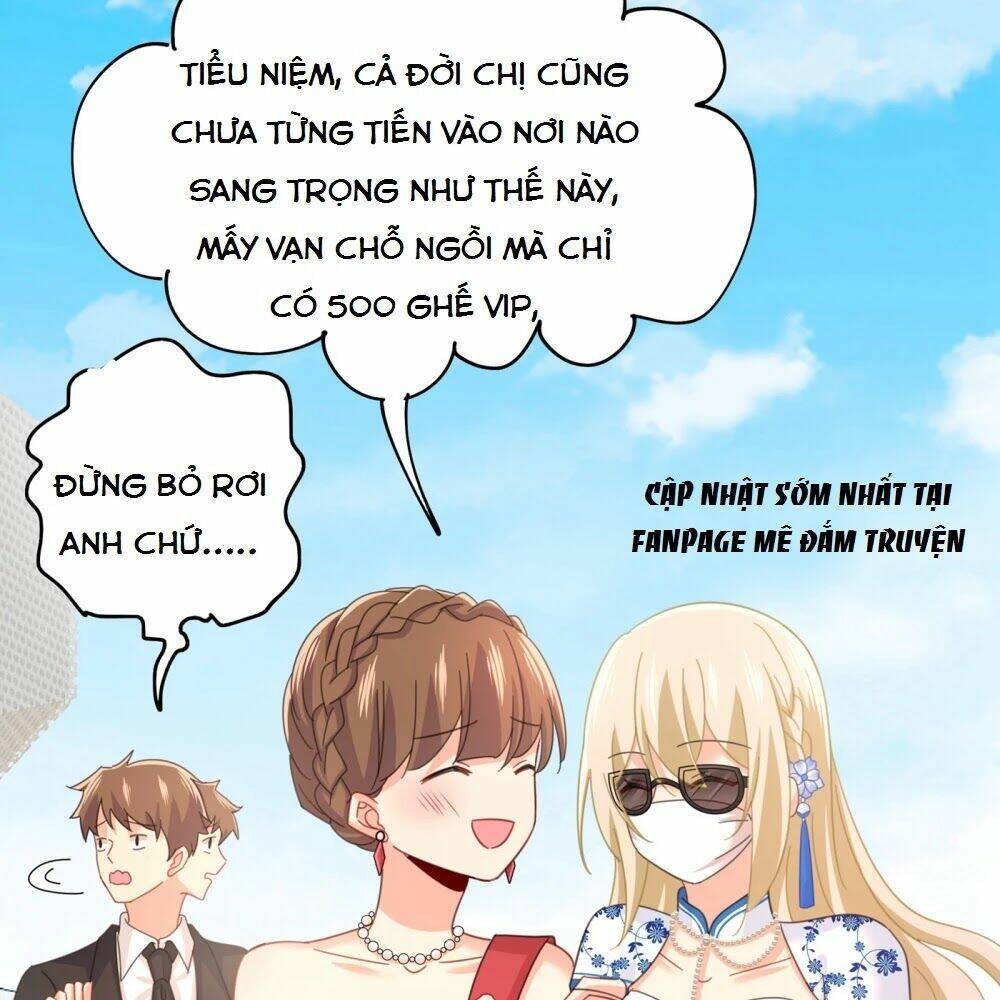 TIỂU NIỆM, CẢ ĐỜI CHỊ CŨNG
CHƯA TỪNG TIẾN VÀO NƠI NÀO
SANG TRỌNG NHƯ THẾ NÀY,
MẤY VẠN CHỖ NGỒI MÀ CHỈ
CÓ 500 GHẾ VIP,
ĐỪNG BỎ RƠI
ANH CHỨ.....
CẬP NHẬT SỚM NHẤT TẠI
FANPAGE MÊ ĐẮM TRUYỆN